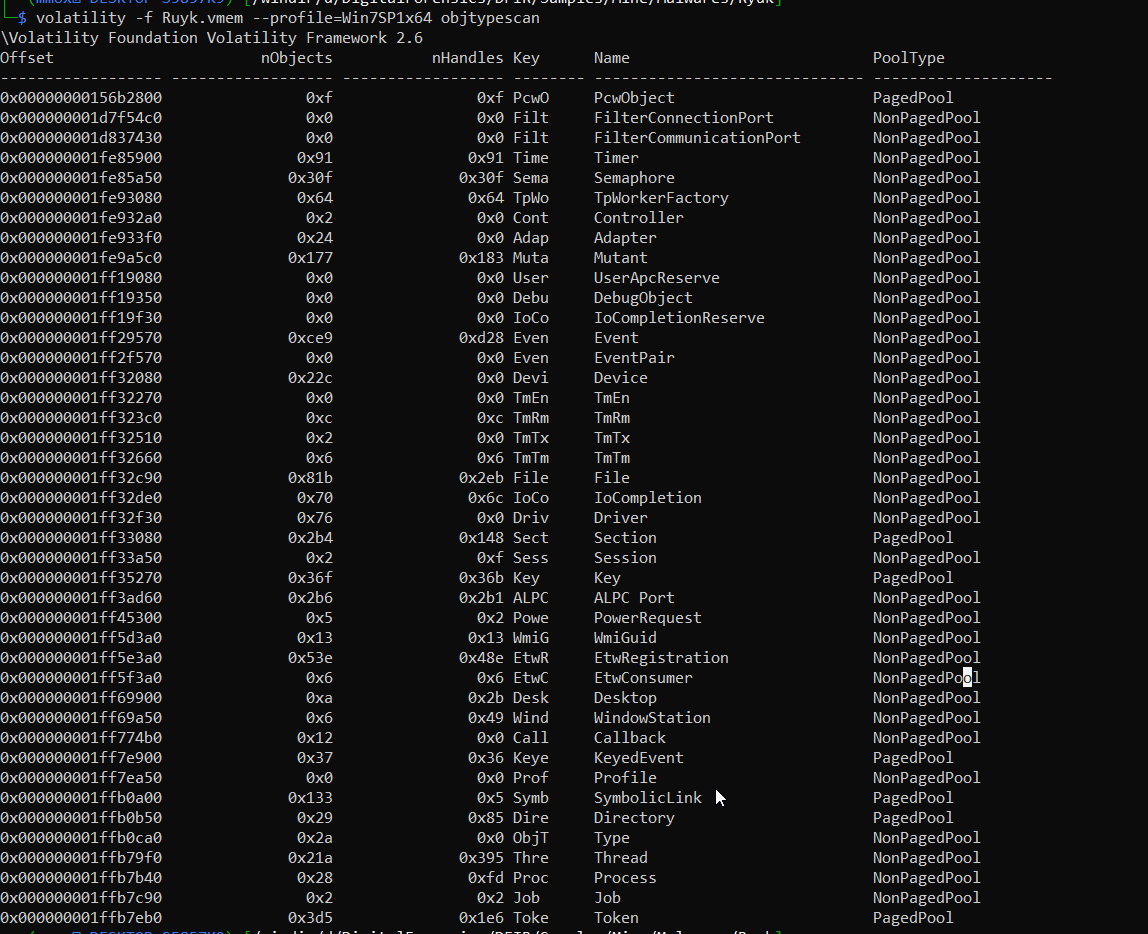 volatility -f Ruyk.vmem --profile=Win7SP1x64 objtypescan
\Volatility Foundation Volatility Framework 2.6
Offset nObjects nHandles Key Name PoolType
------------------ ------------------ ------------------ -------- ------------------------------ --------------------
0x00000000156b2800 0xf 0xf PcwO PcwObject PagedPool
0x000000001d7f54c0 0x0 0x0 Filt FilterConnectionPort NonPagedPool
0x000000001d837430 0x0 0x0 Filt FilterCommunicationPort NonPagedPool
0x000000001fe85900 0x91 0x91 Time Timer NonPagedPool
0x000000001fe85a50 0x30f 0x30f Sema Semaphore NonPagedPool
0x000000001fe93080 0x64 0x64 TpWo TpWorkerFactory NonPagedPool
0x000000001fe932a0 0x2 0x0 Cont Controller NonPagedPool
0x000000001fe933f0 0x24 0x0 Adap Adapter NonPagedPool
0x000000001fe9a5c0 0x177 0x183 Muta Mutant NonPagedPool
0x000000001ff19080 0x0 0x0 User UserApcReserve NonPagedPool
0x000000001ff19350 0x0 0x0 Debu DebugObject NonPagedPool
0x000000001ff19f30 0x0 0x0 IoCo IoCompletionReserve NonPagedPool
0x000000001ff29570 0xce9 0xd28 Even Event NonPagedPool
0x000000001ff2f570 0x0 0x0 Even EventPair NonPagedPool
0x000000001ff32080 0x22c 0x0 Devi Device NonPagedPool
0x000000001ff32270 0x0 0x0 TmEn TmEn NonPagedPool
0x000000001ff323c0 0xc 0xc TmRm TmRm NonPagedPool
0x000000001ff32510 0x2 0x0 TmTx TmTx NonPagedPool
0x000000001ff32660 0x6 0x6 TmTm TmTm NonPagedPool
0x000000001ff32c90 0x81b 0x2eb File File NonPagedPool
0x000000001ff32de0 0x70 0x6c IoCo IoCompletion NonPagedPool
0x000000001ff32f30 0x76 0x0 Driv Driver NonPagedPool
0x000000001ff33080 0x2b4 0x148 Sect Section PagedPool
0x000000001ff33a50 0x2 0xf Sess Session NonPagedPool
0x000000001ff35270 0x36f 0x36b Key Key PagedPool
0x000000001ff3ad60 0x2b6 0x2b1 ALPC ALPC Port NonPagedPool
0x000000001ff45300 0x5 0x2 Powe PowerRequest NonPagedPool
0x000000001ff5d3a0 0x13 0x13 WmiG WmiGuid NonPagedPool
0x000000001ff5e3a0 0x53e 0x48e EtwR EtwRegistration NonPagedPool
0x000000001ff5f3a0 0x6 0x6 EtwC EtwConsumer NonPagedPool
0x000000001ff69900 0xa 0x2b Desk Desktop NonPagedPool
0x000000001ff69a50 0x6 0x49 Wind WindowStation NonPagedPool
0x000000001ff774b0 0x12 0x0 Call Callback NonPagedPool
0x000000001ff7e900 0x37 0x36 Keye KeyedEvent PagedPool
0x000000001ff7ea50 0x0 0x0 Prof Profile NonPagedPool
0x000000001ffb0a00 0x133 0x5 Symb SymbolicLink PagedPool
0x000000001ffb0b50 0x29 0x85 Dire Directory PagedPool
0x000000001ffb0ca0 0x2a 0x0 ObjT Type NonPagedPool
0x000000001ffb79f0 0x21a 0x395 Thre Thread NonPagedPool
0x000000001ffb7b40 0x28 0xfd Proc Process NonPagedPool
0x000000001ffb7c90 0x2 0x2 Job Job NonPagedPool
0x000000001ffb7eb0 0x3d5 0x1e6 Toke Token PagedPool